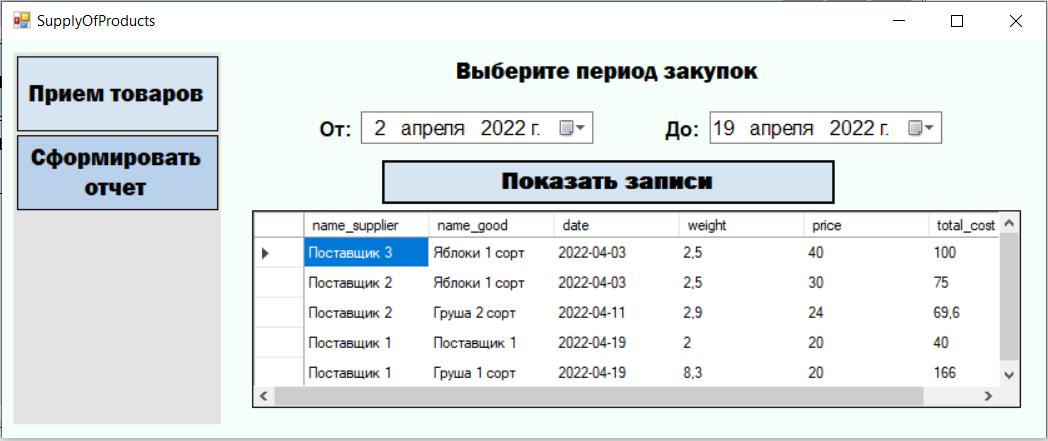 SupplyOfProducts
Прием товаров
Сформировать
отчет
Выберите период закупок
От: 2 апреля 2022 г. До: 19 апреля 2022 г.
Показать записи
name_supplier name_good date weight price total_cost
Поставщик 3 Яблоки 1 сорт 2022-04-03 2,5 40 100
Поставщик 2 Яблоки 1 сорт 2022-04-03 2,5 30 75
Поставщик 2 Груша 2 сорт 2022-04-11 2,9 24 69,6
Поставщик 1 Поставщик 1 2022-04-19 2 20 40
Поставщик 1 Груша 1 сорт 2022-04-19 8,3 20 166